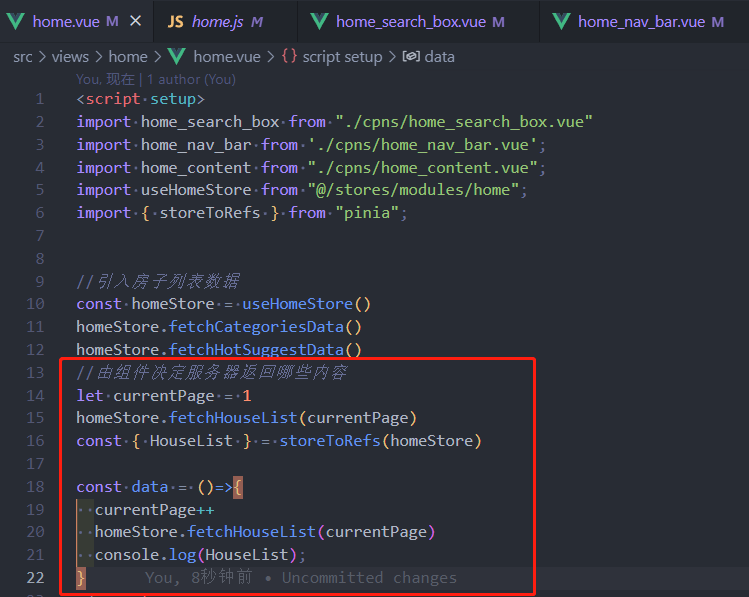 home.vue M
JS home.js M
home_search_box.vue M
home_nav_bar.vue M
src > views > home > home.vue > {} script setup > data
You, 现在 | 1 author (You)
1 <script setup>
2 import home_search_box from "./cpns/home_search_box.vue"
3 import home_nav_bar from './cpns/home_nav_bar.vue';
4 import home_content from "./cpns/home_content.vue";
5 import useHomeStore from "@/stores/modules/home";
6 import { storeToRefs } from "pinia";
7
8
9 //引入房子列表数据
10 const homeStore = useHomeStore()
11 homeStore.fetchCategoriesData()
12 homeStore.fetchHotSuggestData()
13 //由组件决定服务器返回哪些内容
14 let currentPage = 1
15 homeStore.fetchHouseList(currentPage)
16 const { HouseList } = storeToRefs(homeStore)
17
18 const data = ()=>{
19 currentPage++
20 homeStore.fetchHouseList(currentPage)
21 console.log(HouseList);
22 } You, 8秒钟前 • Uncommitted changes